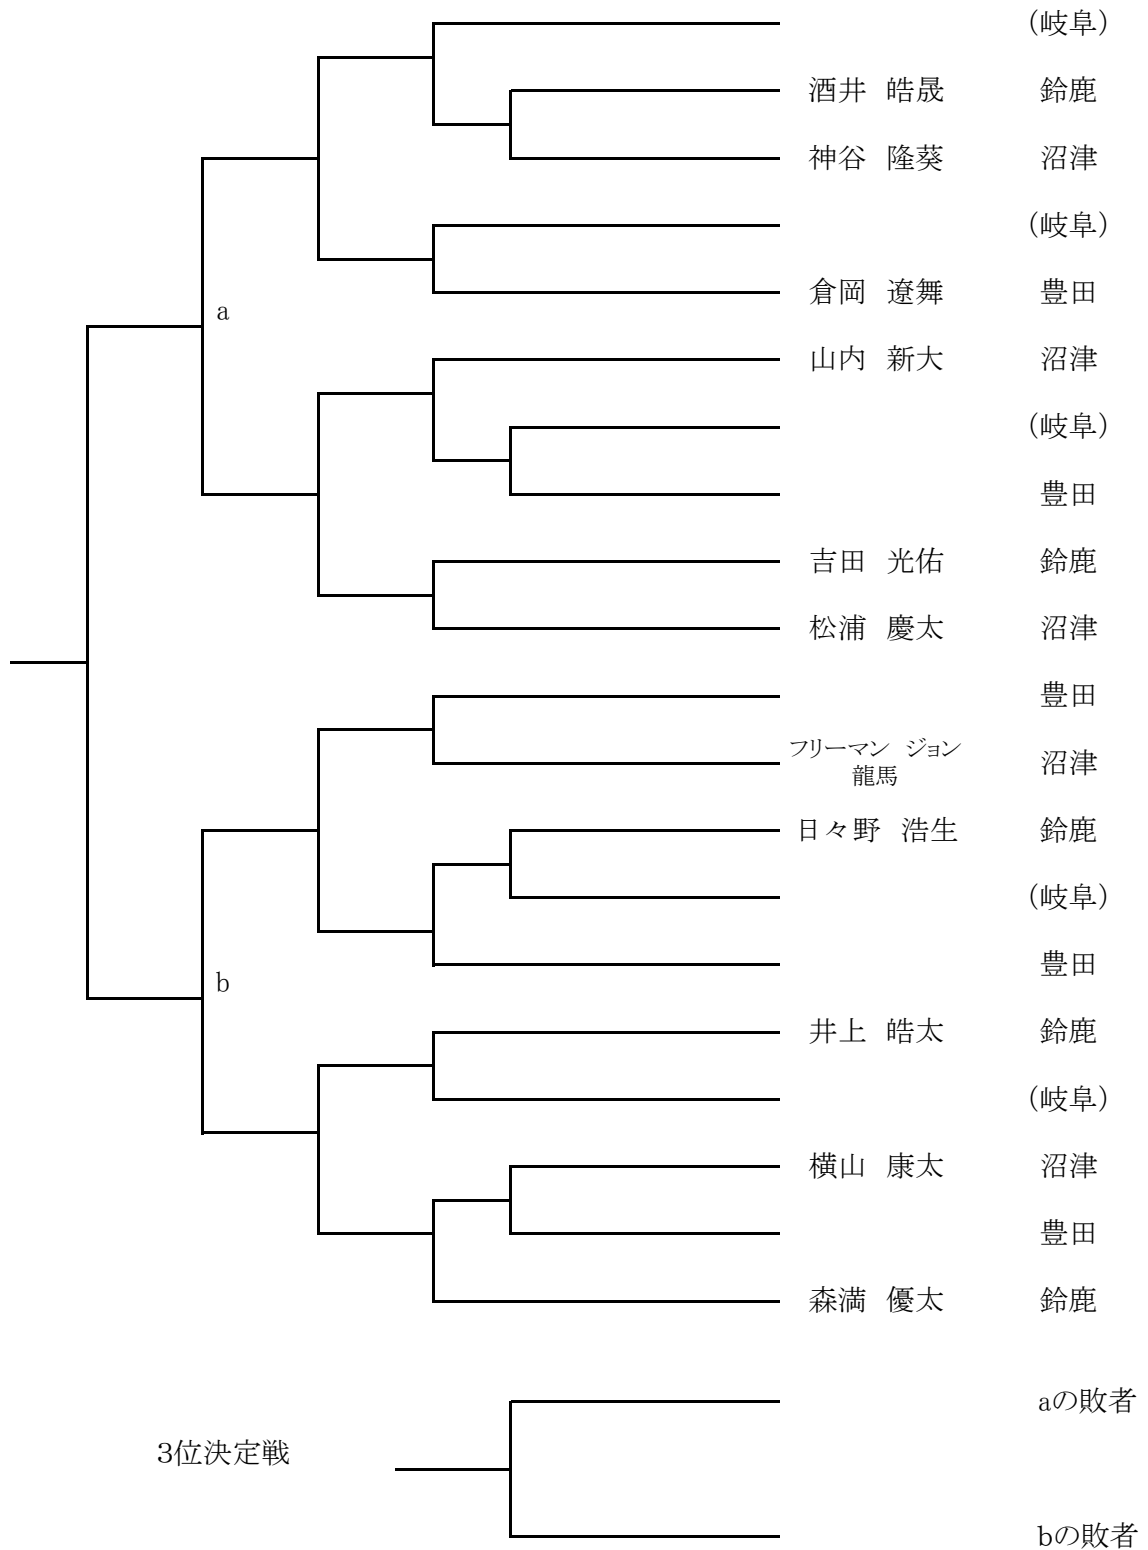 (岐阜)
酒井 皓晟 鈴鹿
神谷 隆葵 沼津
(岐阜)
倉岡 遼舞 豊田
a
山内 新大 沼津
(岐阜)
豊田
吉田 光佑 鈴鹿
松浦 慶太 沼津
豊田
フリーマン ジョン
龍馬 沼津
日々野 浩生 鈴鹿
(岐阜)
豊田
b
井上 皓太 鈴鹿
(岐阜)
横山 康太 沼津
豊田
森満 優太 鈴鹿
aの敗者
3位決定戦
bの敗者